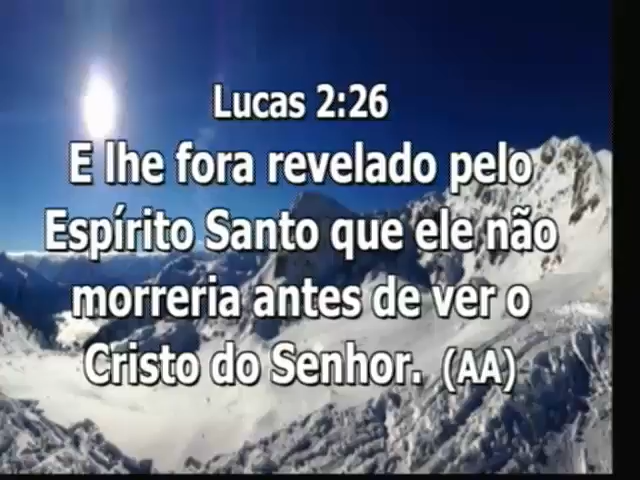 Lucas 2:26
E lhe fora revelado pelo
Espírito Santo que ele não
morreria antes de ver o
Cristo do Senhor. (AA)